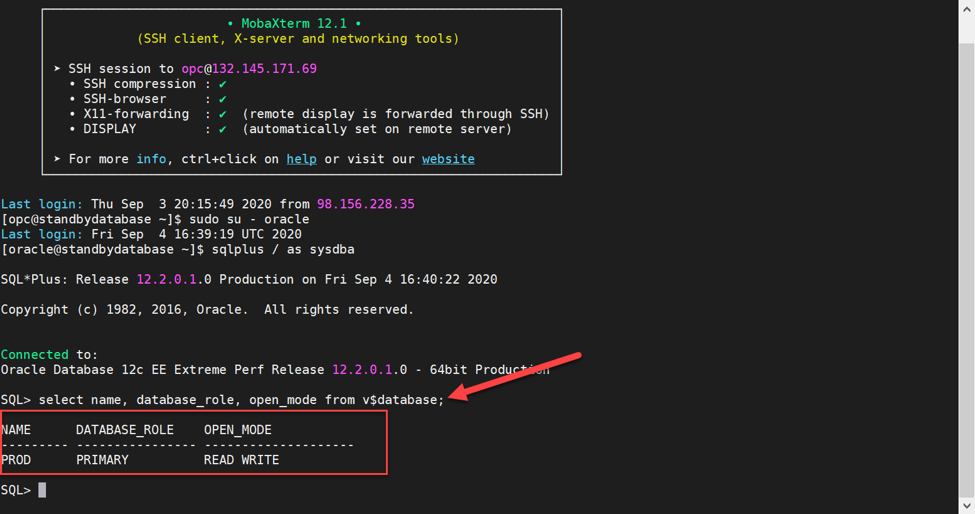 • MobaXterm 12.1 •
(SSH client, X-server and networking tools)
➤ SSH session to opc@132.145.171.69
• SSH compression : ✔
• SSH-browser : ✔
• X11-forwarding : ✔ (remote display is forwarded through SSH)
• DISPLAY : ✔ (automatically set on remote server)
➤ For more info, ctrl+click on help or visit our website
Last login: Thu Sep  3 20:15:49 2020 from 98.156.228.35
[opc@standbydatabase ~]$ sudo su - oracle
Last login: Fri Sep  4 16:39:19 UTC 2020
[oracle@standbydatabase ~]$ sqlplus / as sysdba
SQL*Plus: Release 12.2.0.1.0 Production on Fri Sep 4 16:40:22 2020
Copyright (c) 1982, 2016, Oracle.  All rights reserved.
Connected to:
Oracle Database 12c EE Extreme Perf Release 12.2.0.1.0 - 64bit Production
SQL> select name, database_role, open_mode from v$database;
NAME      DATABASE_ROLE    OPEN_MODE
--------- ---------------- --------------------
PROD      PRIMARY          READ WRITE
SQL>